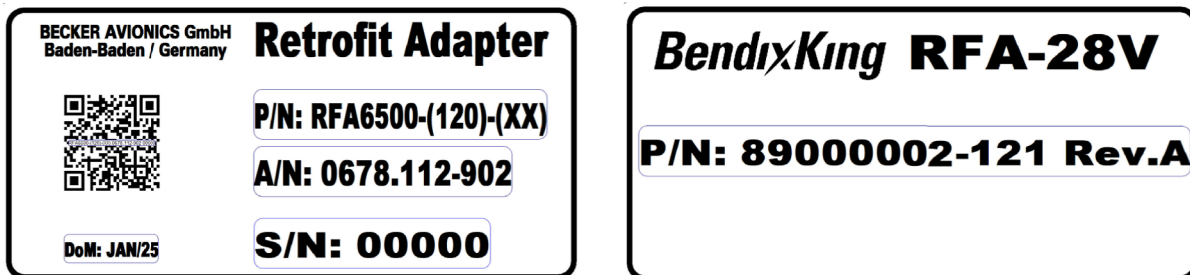 BECKER AVIONICS GmbH
Baden-Baden / Germany
Retrofit Adapter
P/N: RFA6500-(120)-(XX)
A/N: 0678.112-902
DoM: JAN/25
S/N: 00000
BendixKing RFA-28V
P/N: 89000002-121 Rev.A